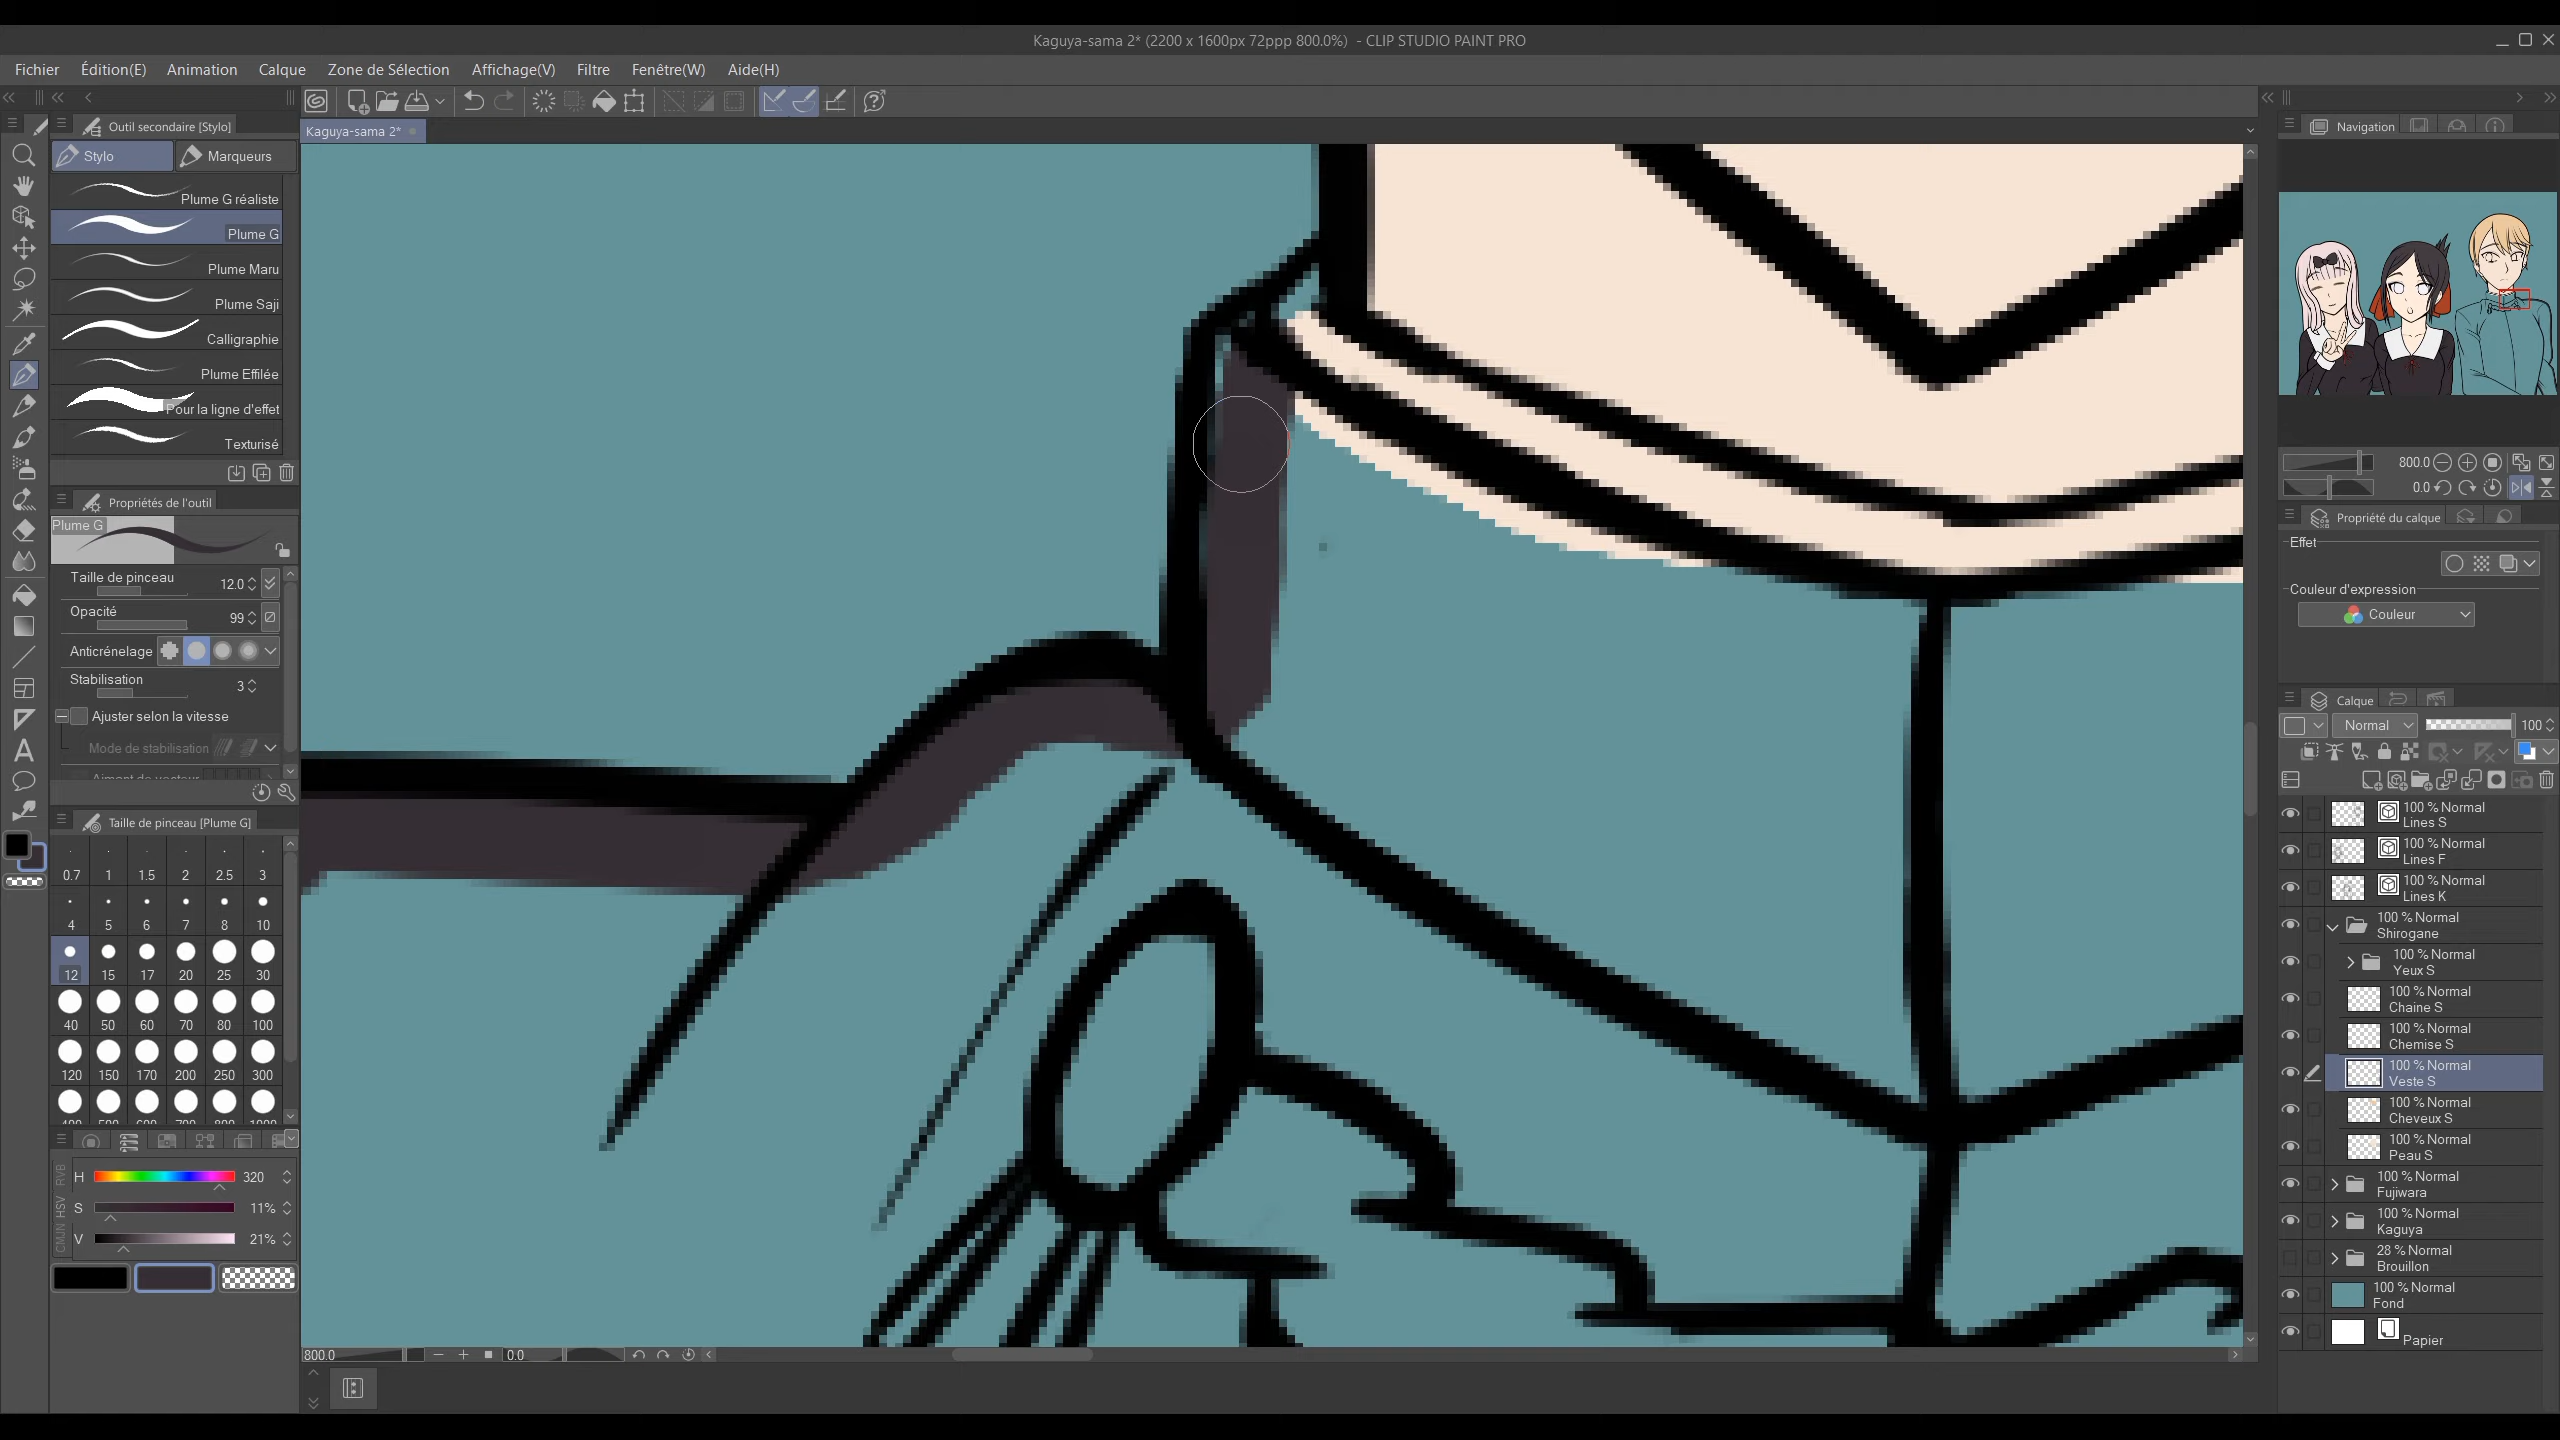 Kaguya-sama 2* (2200 x 1600px 72ppp 800.0%) - CLIP STUDIO PAINT PRO
Fichier Édition(E) Animation Calque Zone de Sélection Affichage(V) Filtre Fenêtre(W) Aide(H)
Outil secondaire [Stylo]
Kaguya-sama 2*
Navigation
Stylo Marqueurs
Plume G réaliste
Plume G
Plume Maru
Plume Saji
Calligraphie
Plume Effilée
Pour la ligne d'effet
Texturisé
Propriétés de l'outil
Plume G
Taille de pinceau 12.0
Opacité 99
Anticrénelage
Stabilisation 3
Ajuster selon la vitesse
Mode de stabilisation
Aimant de vecteur
Taille de pinceau [Plume G]
0.7 1 1.5 2 2.5 3
4 5 6 7 8 10
12 15 17 20 25 30
40 50 60 70 80 100
120 150 170 200 250 300
RVB
HSV
CMJN
H 320
S 11%
V 21%
800.0 0.0
800.0
0.0
Propriété du calque
Effet
Couleur d'expression
Couleur
Calque
Normal 100
100 % Normal
Lines S
100 % Normal
Lines F
100 % Normal
Lines K
100 % Normal
Shirogane
100 % Normal
Yeux S
100 % Normal
Chaine S
100 % Normal
Chemise S
100 % Normal
Veste S
100 % Normal
Cheveux S
100 % Normal
Peau S
100 % Normal
Fujiwara
100 % Normal
Kaguya
28 % Normal
Brouillon
100 % Normal
Fond
Papier